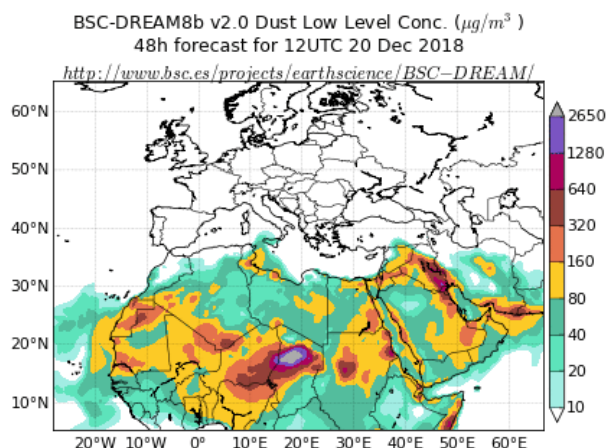 BSC-DREAM8b v2.0 Dust Low Level Conc. (μg/m³ )
48h forecast for 12UTC 20 Dec 2018
http://www.bsc.es/projects/earthscience/BSC−DREAM/
60°N
50°N
40°N
30°N
20°N
10°N
20°W 10°W 0° 10°E 20°E 30°E 40°E 50°E 60°E
2650
1280
640
320
160
80
40
20
10